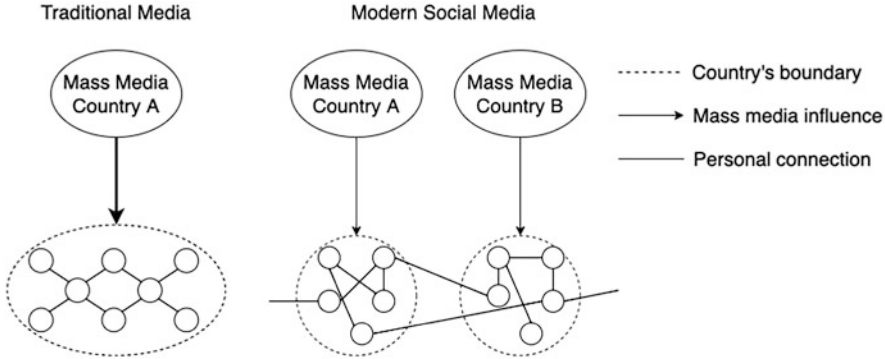 Traditional Media
Modern Social Media
Mass Media
Country A
Mass Media
Country A
Mass Media
Country B
Country's boundary
Mass media influence
Personal connection